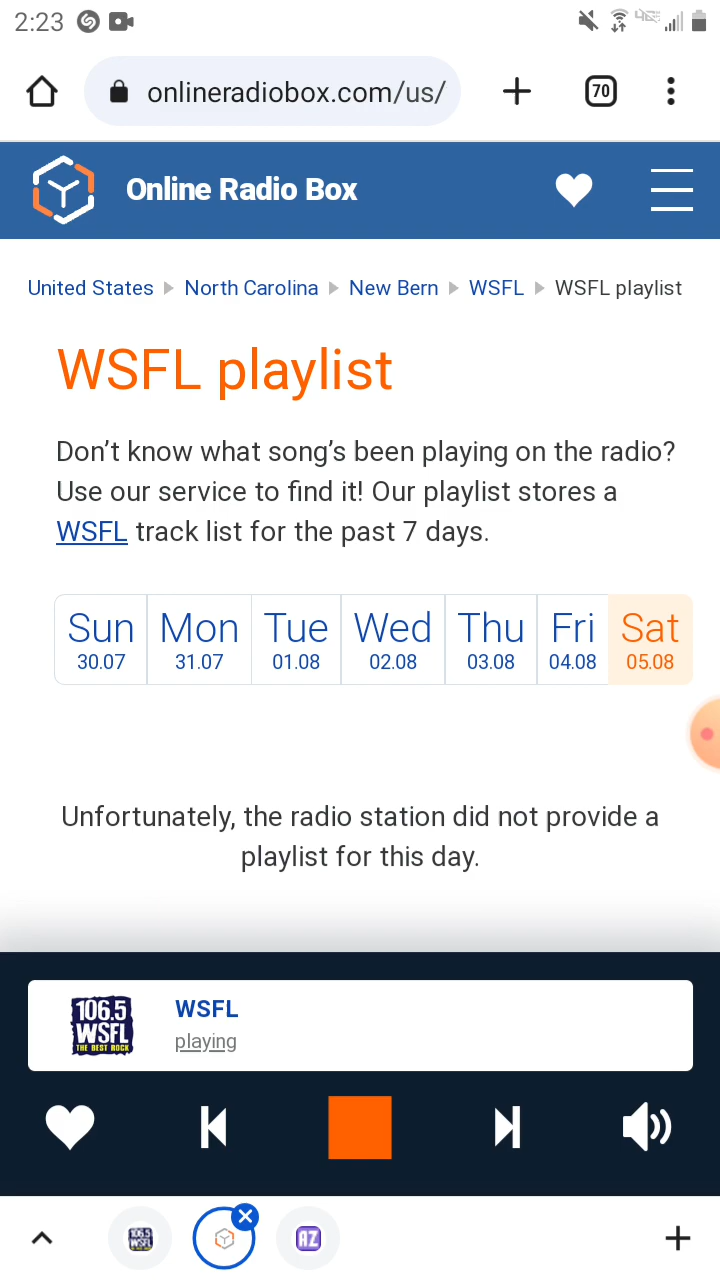 2:23
70
onlineradiobox.com/us/
Online Radio Box
United States North Carolina New Bern WSFL WSFL playlist
WSFL playlist
Don’t know what song’s been playing on the radio?
Use our service to find it! Our playlist stores a
WSFL track list for the past 7 days.
Sun Mon Tue Wed Thu Fri Sat
30.07 31.07 01.08 02.08 03.08 04.08 05.08
Unfortunately, the radio station did not provide a
playlist for this day.
106.5
WSFL
THE BEST ROCK
WSFL
playing
106.5
WSFL
AZ